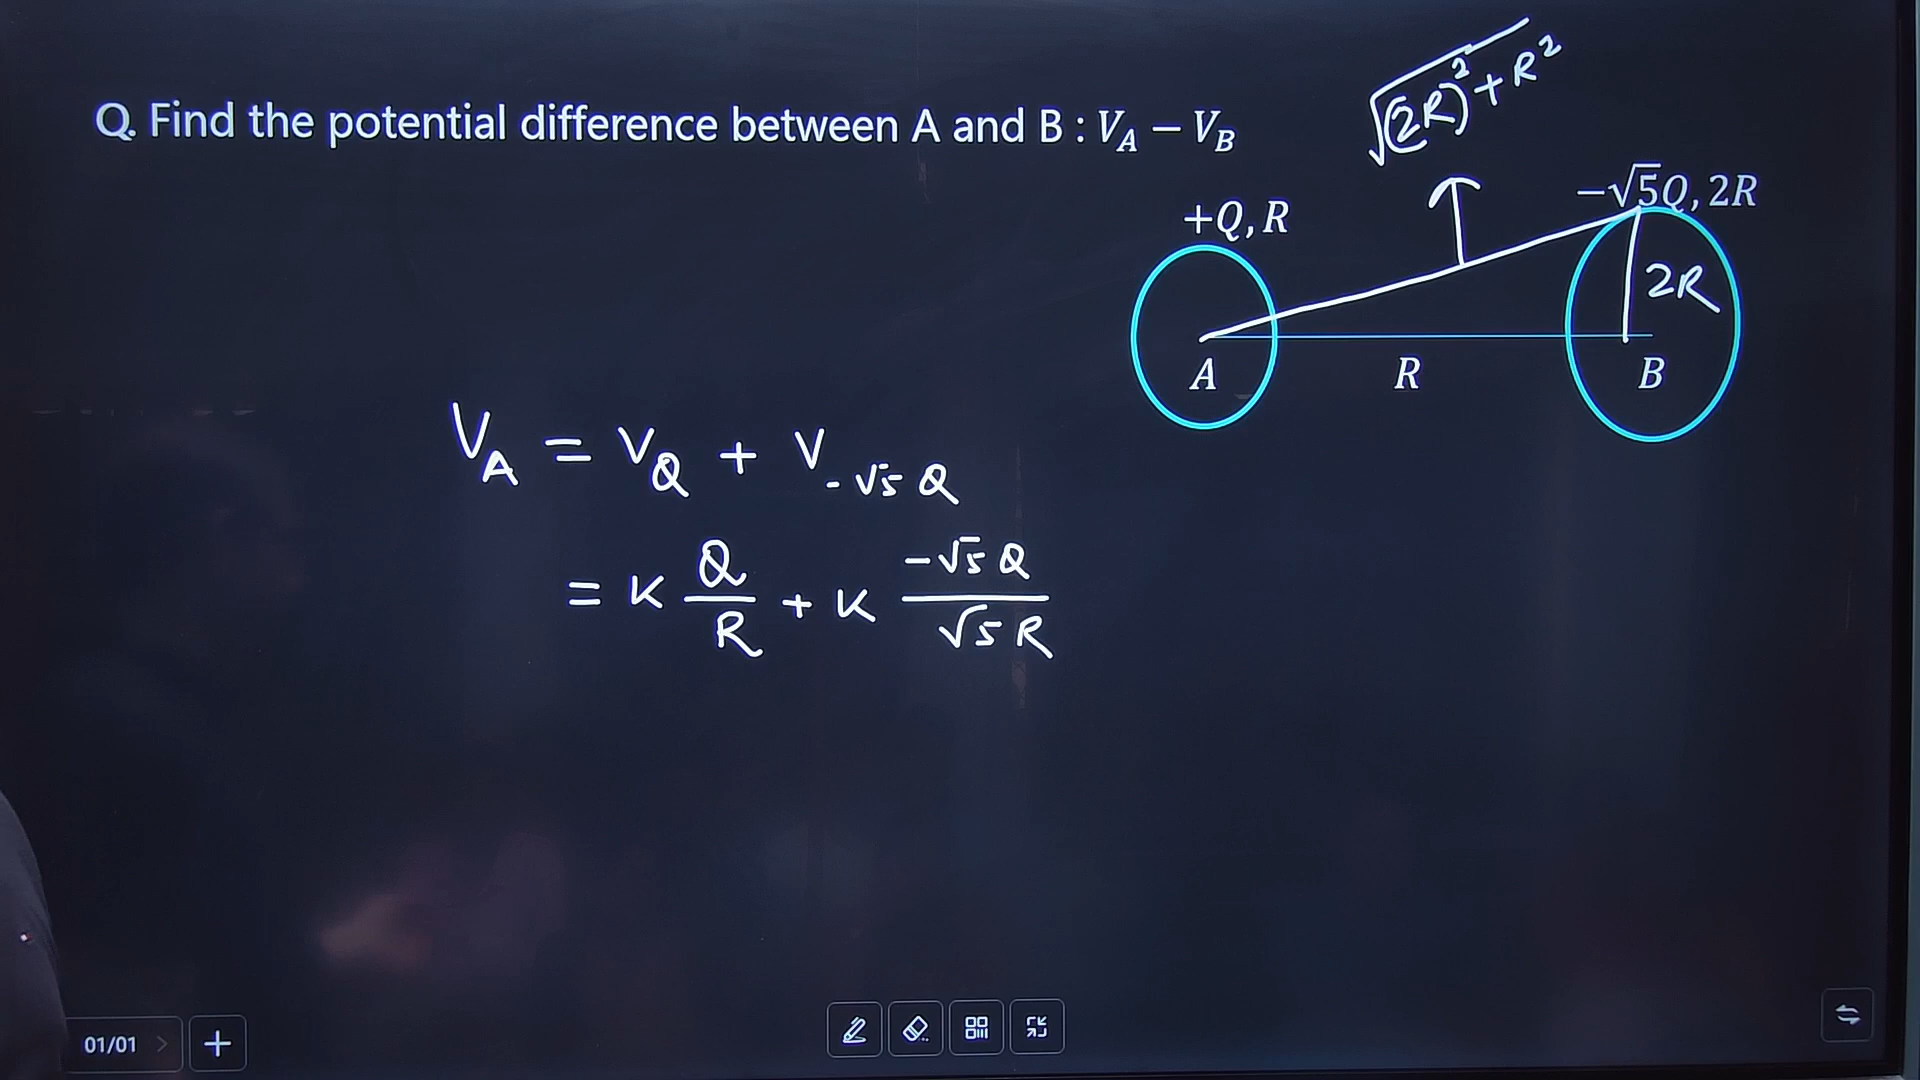 Q. Find the potential difference between A and B : V_A − V_B
√(2R)² + R²
+Q, R
−√5Q, 2R
2R
A
R
B
V_A = V_Q + V_-√5 Q
= K Q/R + K -√5 Q/√5 R
01/01 >
+